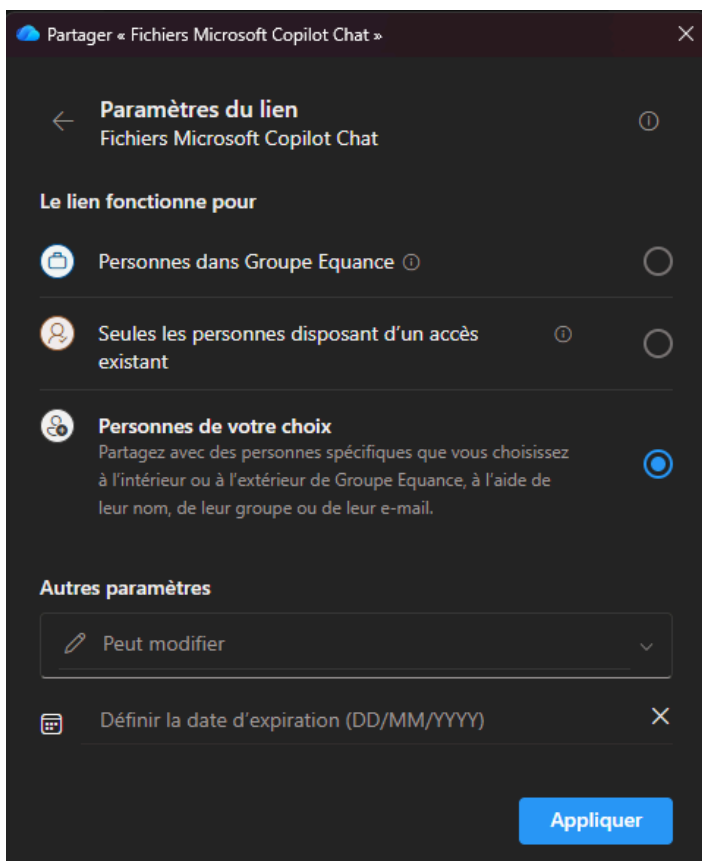 Partager « Fichiers Microsoft Copilot Chat »
Paramètres du lien
Fichiers Microsoft Copilot Chat
Le lien fonctionne pour
Personnes dans Groupe Equance
Seules les personnes disposant d’un accès
existant
Personnes de votre choix
Partagez avec des personnes spécifiques que vous choisissez
à l’intérieur ou à l’extérieur de Groupe Equance, à l’aide de
leur nom, de leur groupe ou de leur e-mail.
Autres paramètres
Peut modifier
Définir la date d’expiration (DD/MM/YYYY)
Appliquer